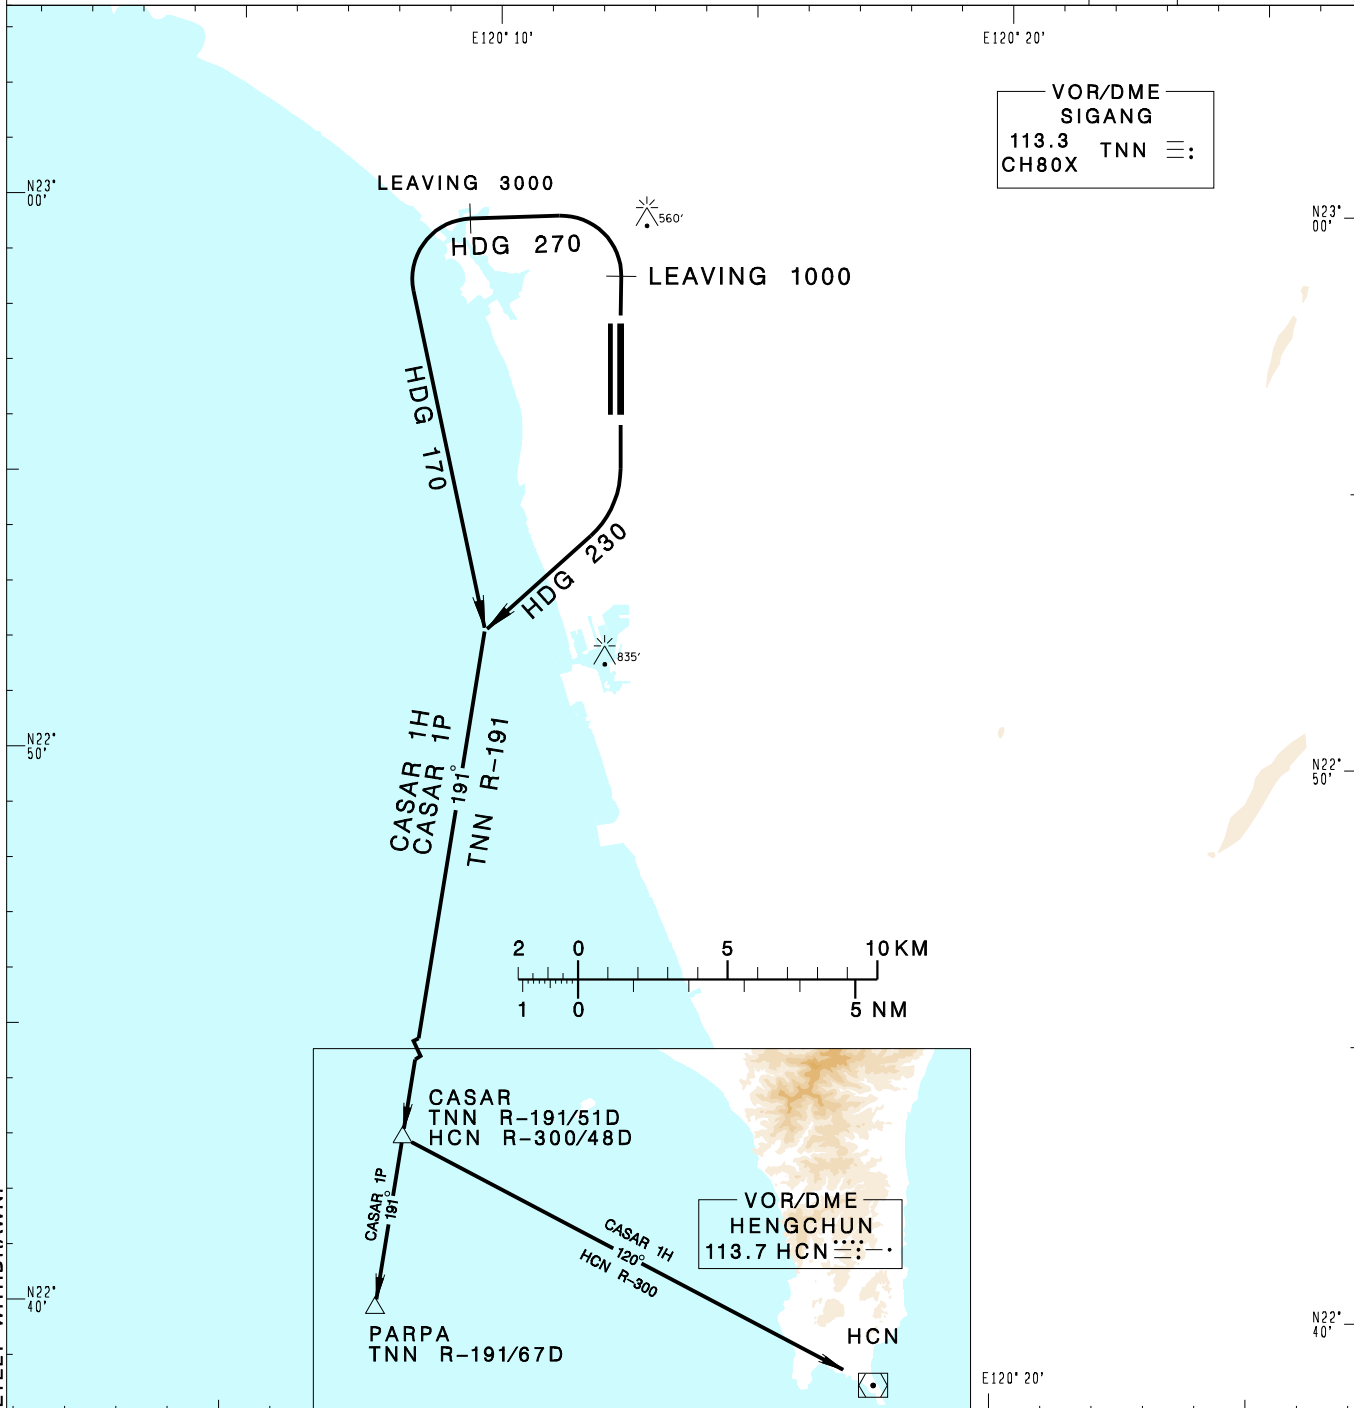 E120° 10'
E120° 20'
VOR/DME
SIGANG
113.3
CH80X
TNN
N23°
00'
N23°
00'
LEAVING 3000
560'
HDG 270
LEAVING 1000
HDG 170
HDG 230
835'
CASAR 1H
CASAR 1P
191°
TNN R-191
N22°
50'
N22°
50'
2 0 5 10 KM
1 0 5 NM
CASAR
TNN R-191/51D
HCN R-300/48D
CASAR 1P
191°
CASAR 1H
120°
HCN R-300
VOR/DME
HENGCHUN
113.7 HCN
N22°
40'
N22°
40'
PARPA
TNN R-191/67D
HCN
E120° 20'